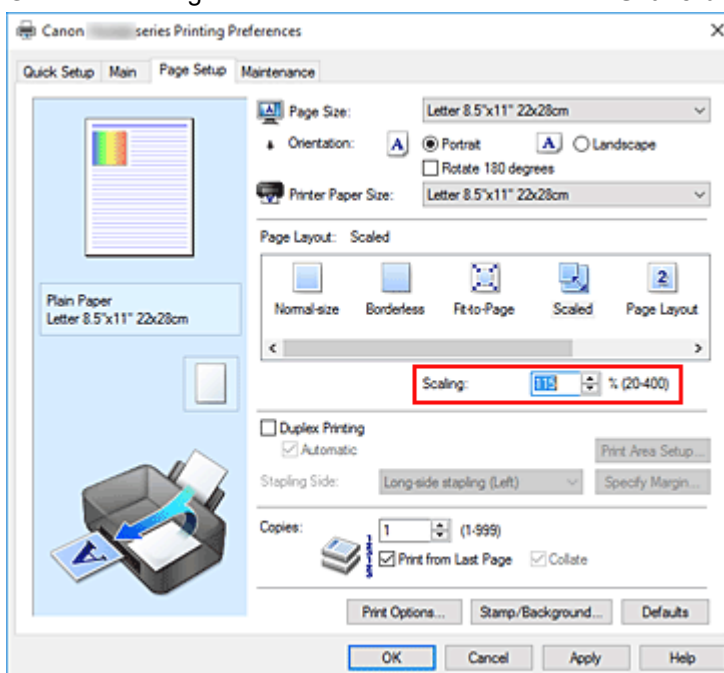 Canon series Printing Preferences
Quick Setup Main Page Setup Maintenance
Page Size: Letter 8.5"x11" 22x28cm
Orientation: A Portrait A Landscape
Rotate 180 degrees
Printer Paper Size: Letter 8.5"x11" 22x28cm
Page Layout: Scaled
Normal-size Borderless Fit-to-Page Scaled Page Layout
Plain Paper
Letter 8.5"x11" 22x28cm
Scaling: 115 % (20-400)
Duplex Printing
Automatic
Print Area Setup...
Stapling Side: Long-side stapling (Left) Specify Margin...
Copies: 1 (1-999)
Print from Last Page Collate
Print Options... Stamp/Background... Defaults
OK Cancel Apply Help